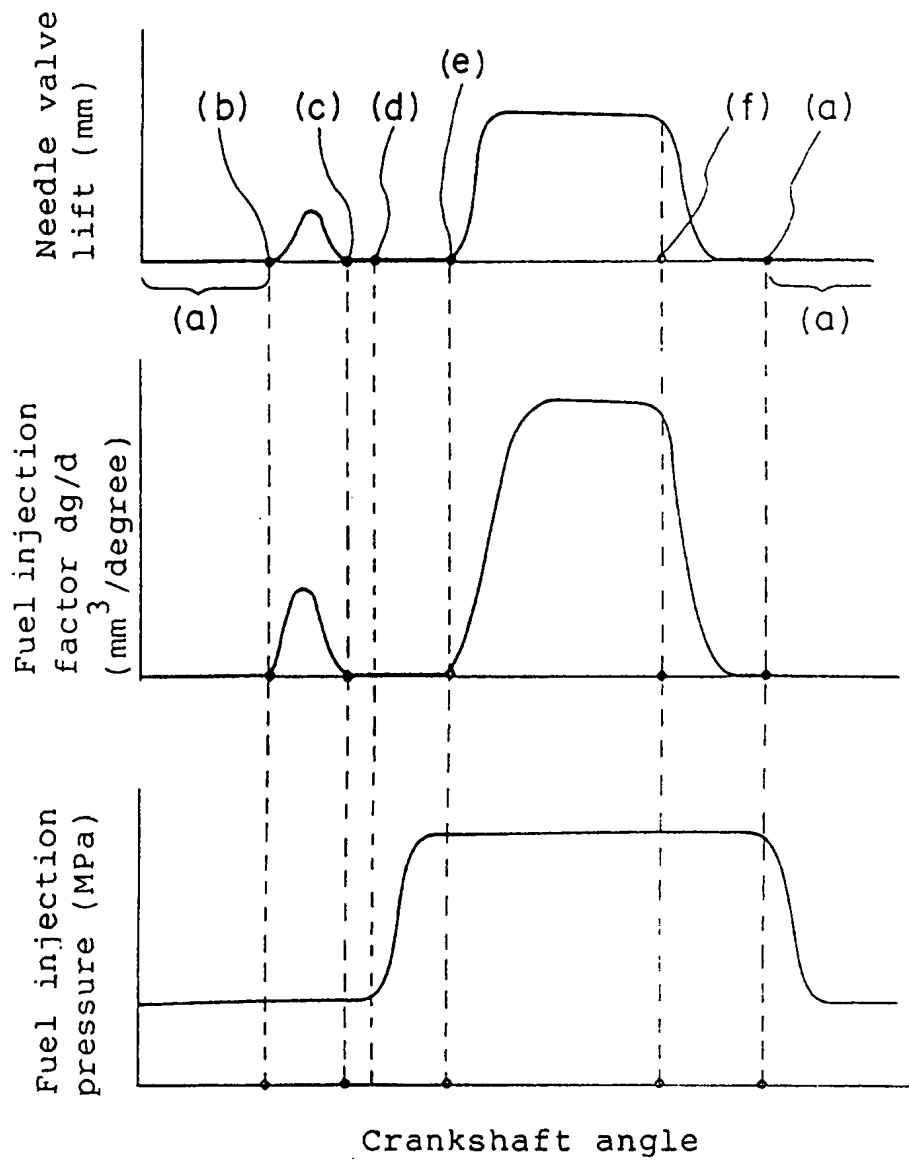 Needle valve
lift (mm)
(b)
(c)
(d)
(e)
(f)
(a)
(a)
(a)
Fuel injection
factor dg/d
(mm³/degree)
Fuel injection
pressure (MPa)
Crankshaft angle